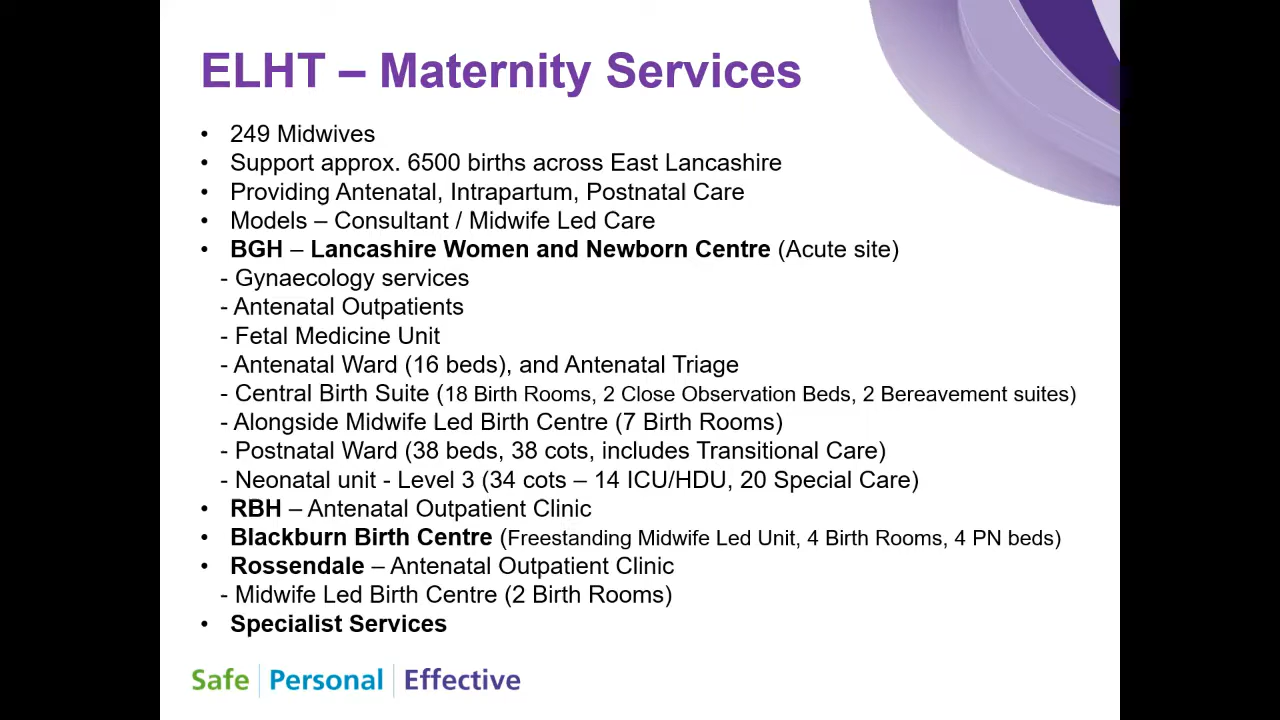 ELHT – Maternity Services
• 249 Midwives
• Support approx. 6500 births across East Lancashire
• Providing Antenatal, Intrapartum, Postnatal Care
• Models – Consultant / Midwife Led Care
• BGH – Lancashire Women and Newborn Centre (Acute site)
- Gynaecology services
- Antenatal Outpatients
- Fetal Medicine Unit
- Antenatal Ward (16 beds), and Antenatal Triage
- Central Birth Suite (18 Birth Rooms, 2 Close Observation Beds, 2 Bereavement suites)
- Alongside Midwife Led Birth Centre (7 Birth Rooms)
- Postnatal Ward (38 beds, 38 cots, includes Transitional Care)
- Neonatal unit - Level 3 (34 cots – 14 ICU/HDU, 20 Special Care)
• RBH – Antenatal Outpatient Clinic
• Blackburn Birth Centre (Freestanding Midwife Led Unit, 4 Birth Rooms, 4 PN beds)
• Rossendale – Antenatal Outpatient Clinic
- Midwife Led Birth Centre (2 Birth Rooms)
• Specialist Services
Safe | Personal | Effective